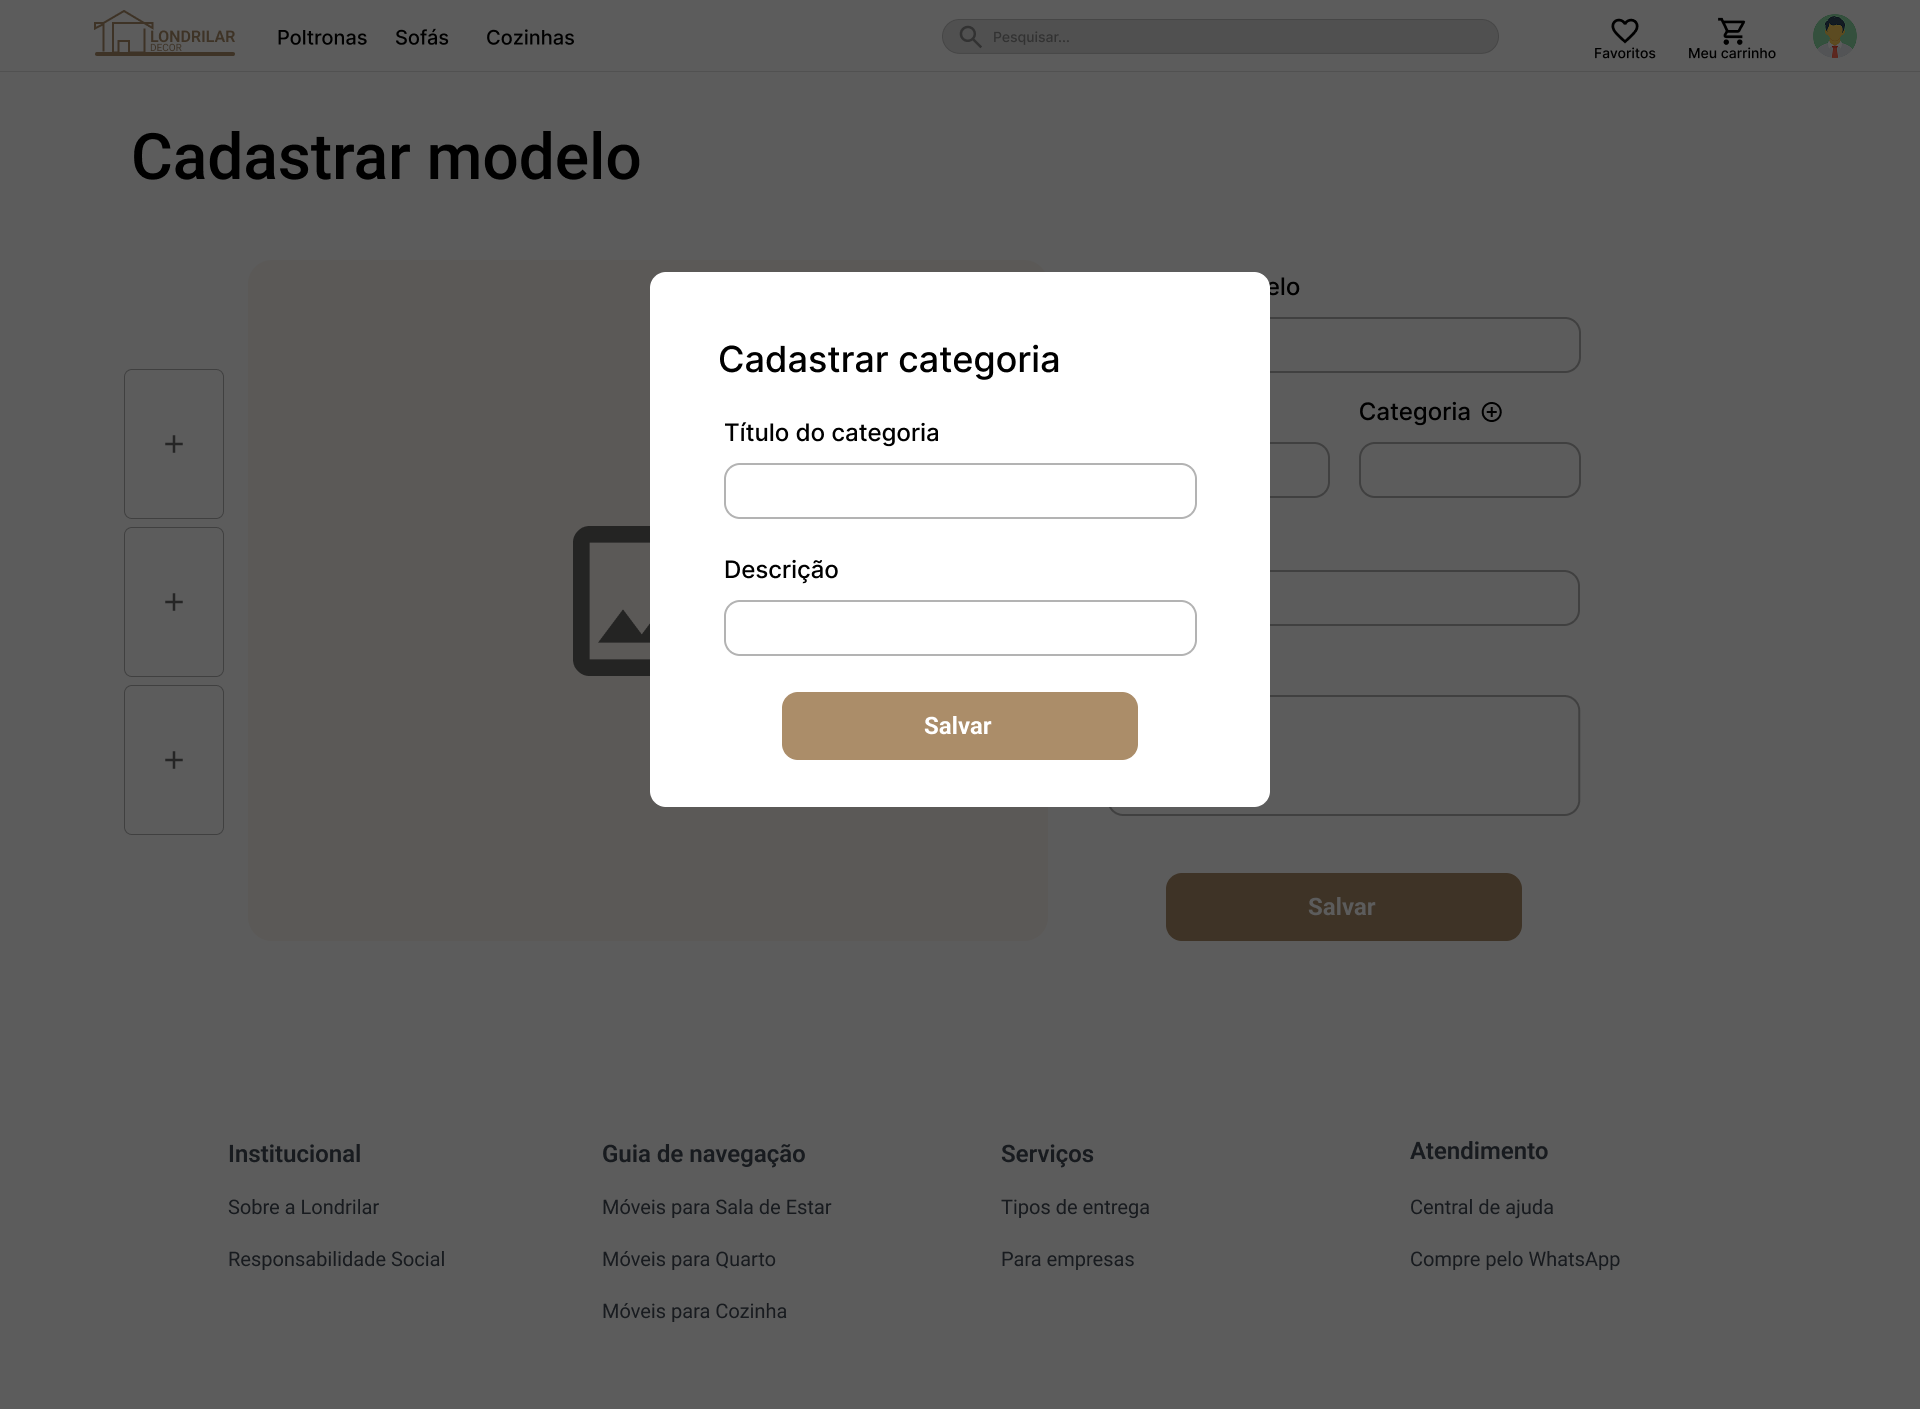 LONDRILAR
DECOR
Poltronas
Sofás
Cozinhas
Pesquisar...
Favoritos
Meu carrinho
Cadastrar modelo
elo
Categoria
Cadastrar categoria
Título do categoria
Descrição
Salvar
Salvar
Institucional
Sobre a Londrilar
Responsabilidade Social
Guia de navegação
Móveis para Sala de Estar
Móveis para Quarto
Móveis para Cozinha
Serviços
Tipos de entrega
Para empresas
Atendimento
Central de ajuda
Compre pelo WhatsApp